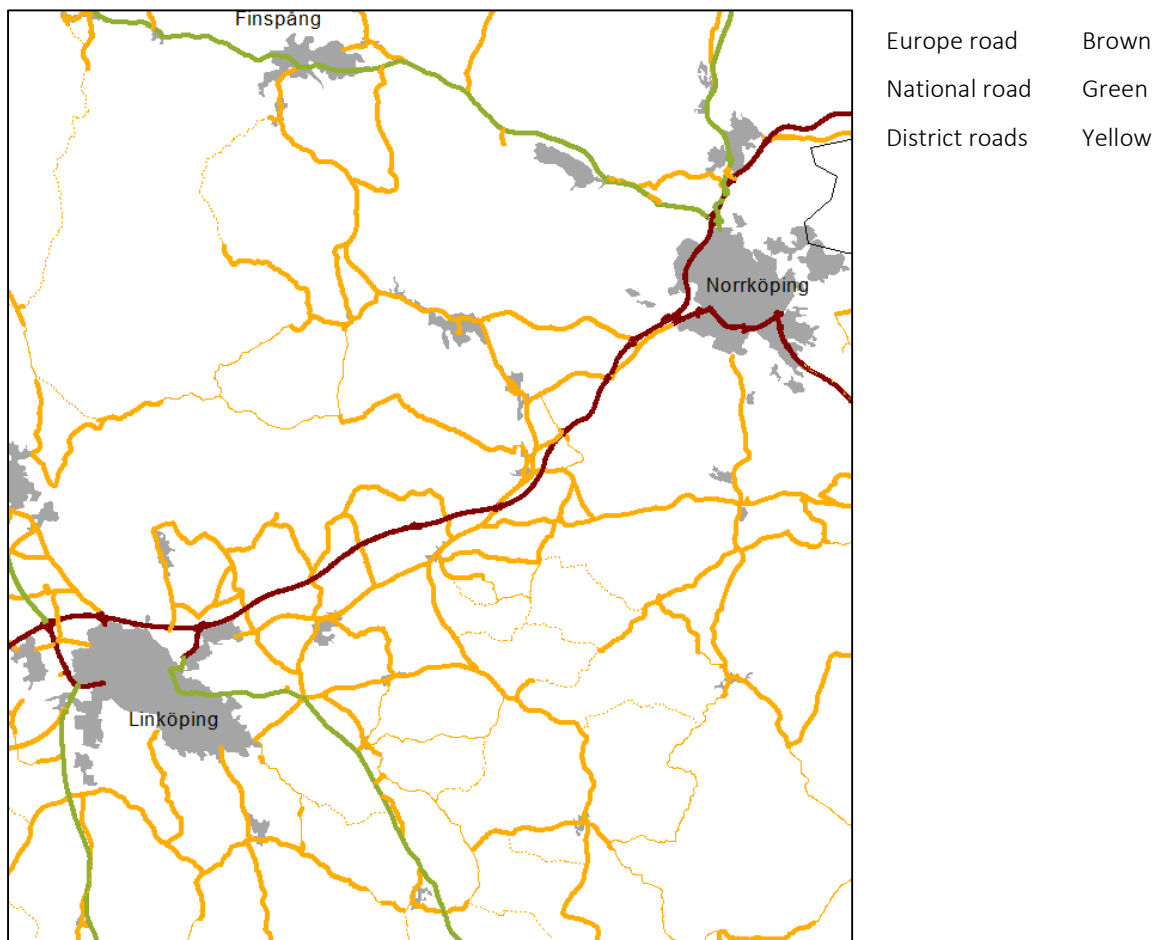 Finspång
Norrköping
Linköping
Europe road Brown
National road Green
District roads Yellow